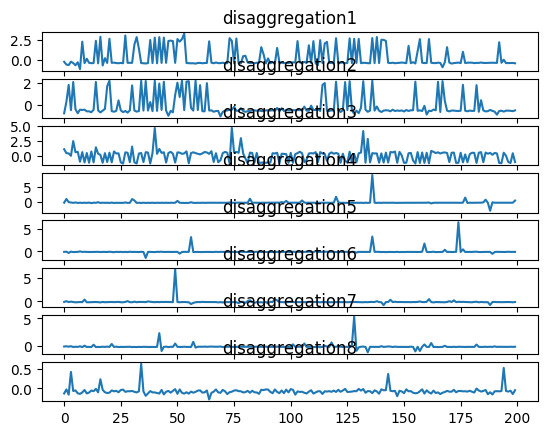 disaggregation1
2.5
0.0
disaggregation2
2
0
disaggregation3
5.0
2.5
0.0
disaggregation4
5
0
disaggregation5
5
0
disaggregation6
5
0
disaggregation7
5
0
disaggregation8
0.5
0.0
0 25 50 75 100 125 150 175 200